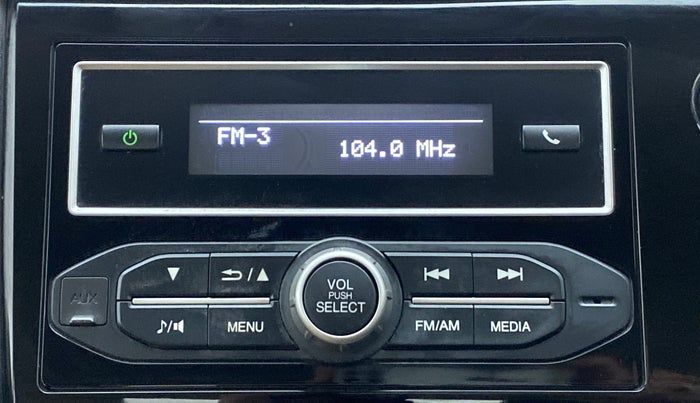 FM-3
104.0 MHz
VOL
PUSH
SELECT
AUX
MENU
FM/AM
MEDIA